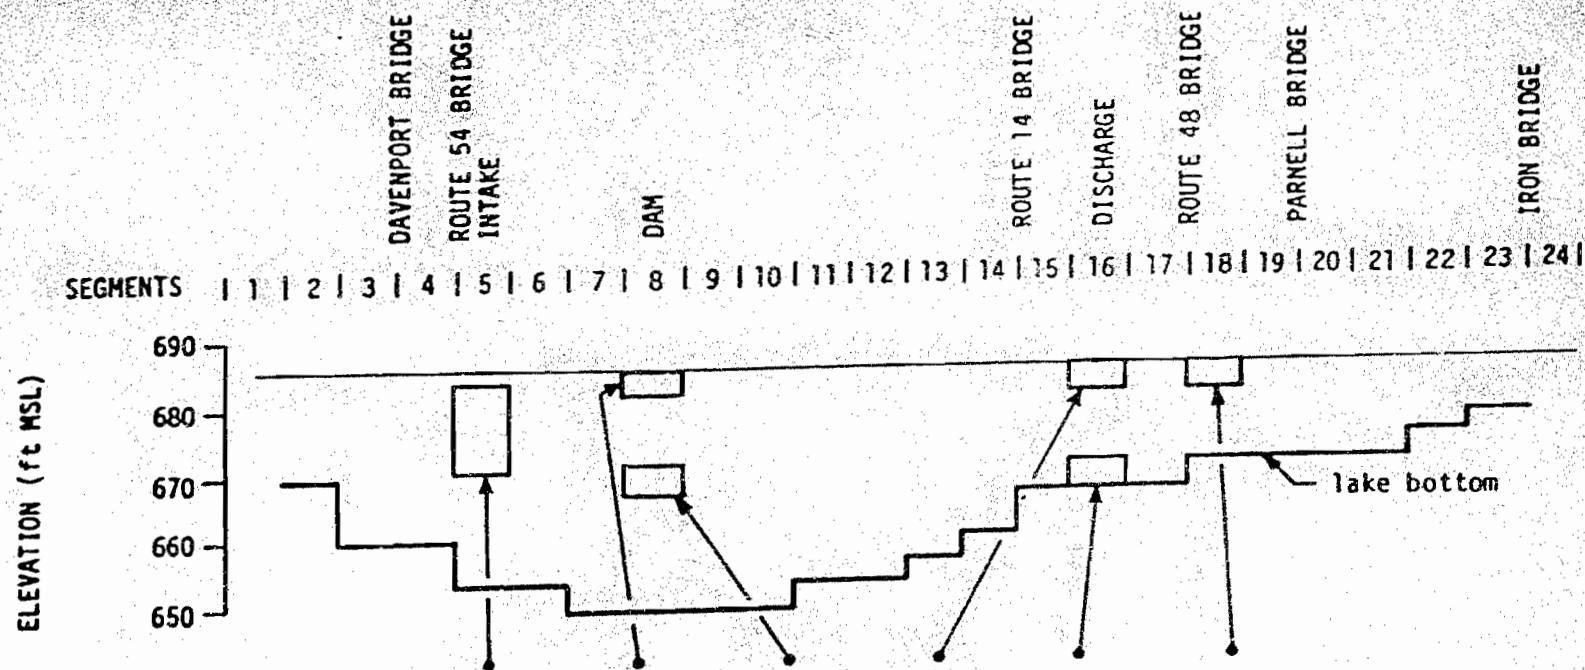 DAVENPORT BRIDGE
ROUTE 54 BRIDGE
INTAKE
DAM
ROUTE 14 BRIDGE
DISCHARGE
ROUTE 48 BRIDGE
PARNELL BRIDGE
IRON BRIDGE
SEGMENTS | 1 | 2 | 3 | 4 | 5 | 6 | 7 | 8 | 9 | 10 | 11 | 12 | 13 | 14 | 15 | 16 | 17 | 18 | 19 | 20 | 21 | 22 | 23 | 24 |
ELEVATION (ft MSL)
690
680
670
660
650
lake bottom